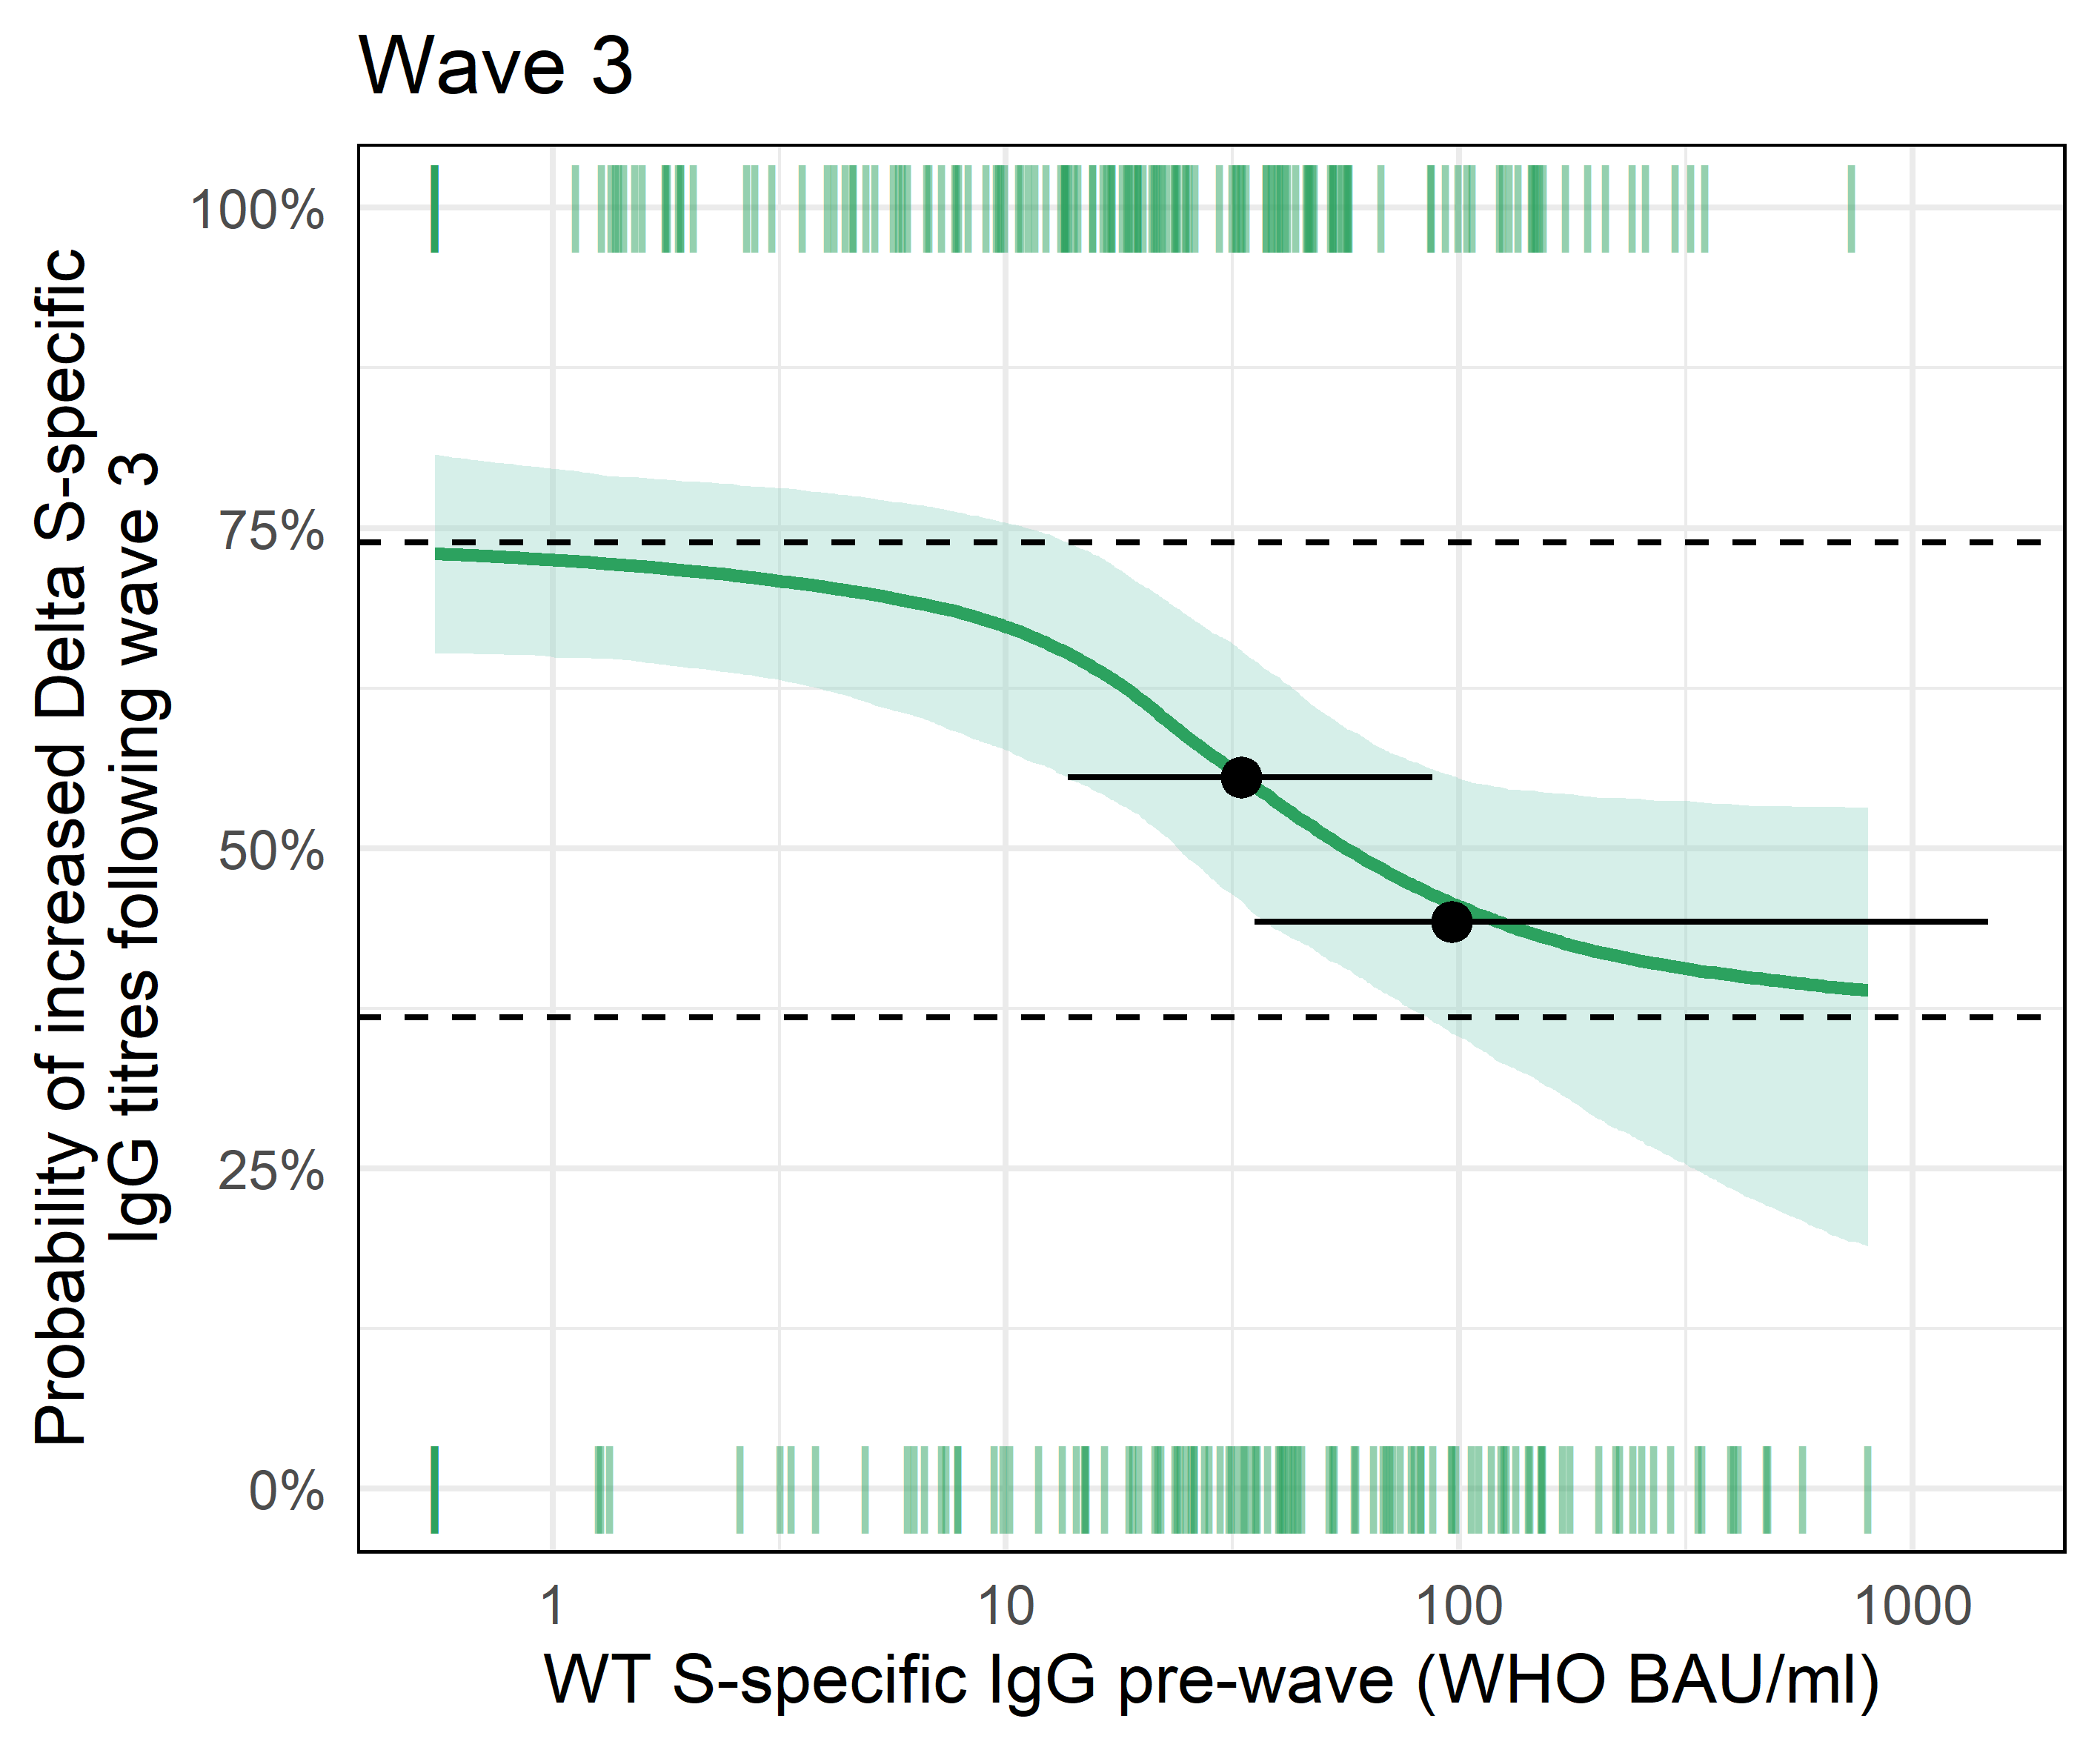 Wave 3
Probability of increased Delta S-specific
IgG titres following wave 3
100%
75%
50%
25%
0%
1
10
100
1000
WT S-specific IgG pre-wave (WHO BAU/ml)